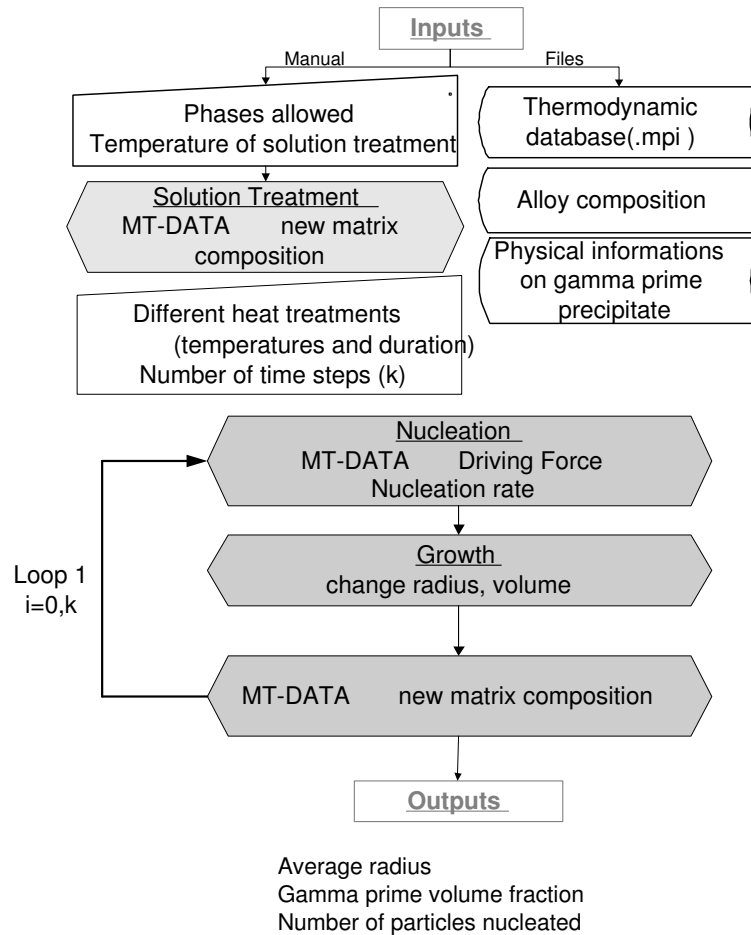 Inputs
Manual
Files
Phases allowed
Temperature of solution treatment
Thermodynamic
database(.mpi )
Solution Treatment
MT-DATA new matrix
composition
Alloy composition
Physical informations
on gamma prime
precipitate
Different heat treatments
(temperatures and duration)
Number of time steps (k)
Nucleation
MT-DATA Driving Force
Nucleation rate
Growth
change radius, volume
Loop 1
i=0,k
MT-DATA new matrix composition
Outputs
Average radius
Gamma prime volume fraction
Number of particles nucleated